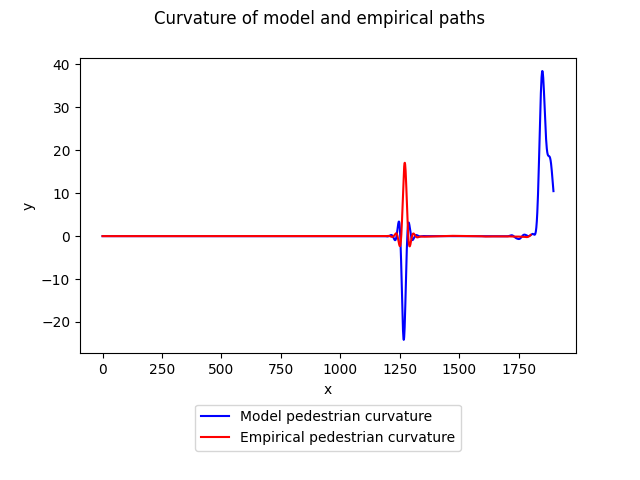 Curvature of model and empirical paths
y
40
30
20
10
0
−10
−20
0 250 500 750 1000 1250 1500 1750
x
Model pedestrian curvature
Empirical pedestrian curvature